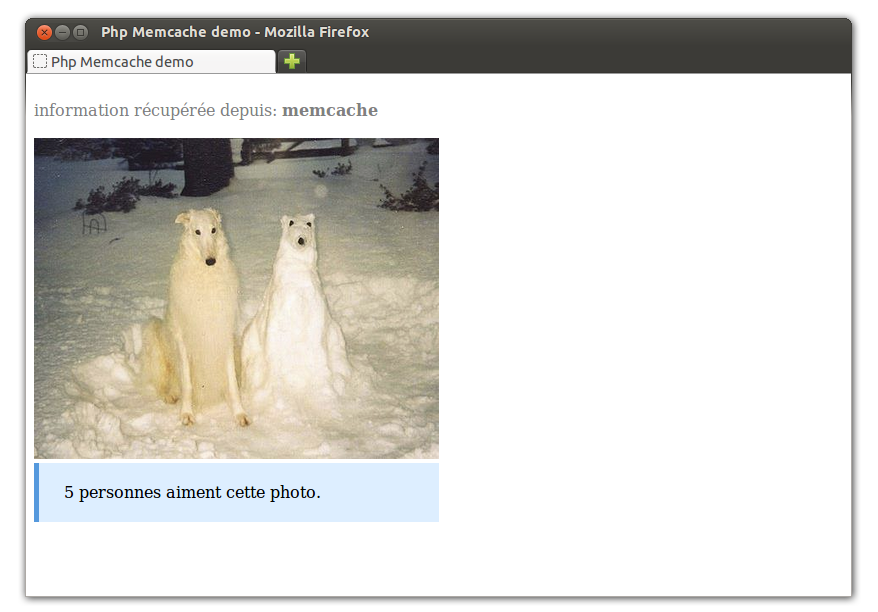 Php Memcache demo - Mozilla Firefox
Php Memcache demo
information récupérée depuis: memcache
5 personnes aiment cette photo.